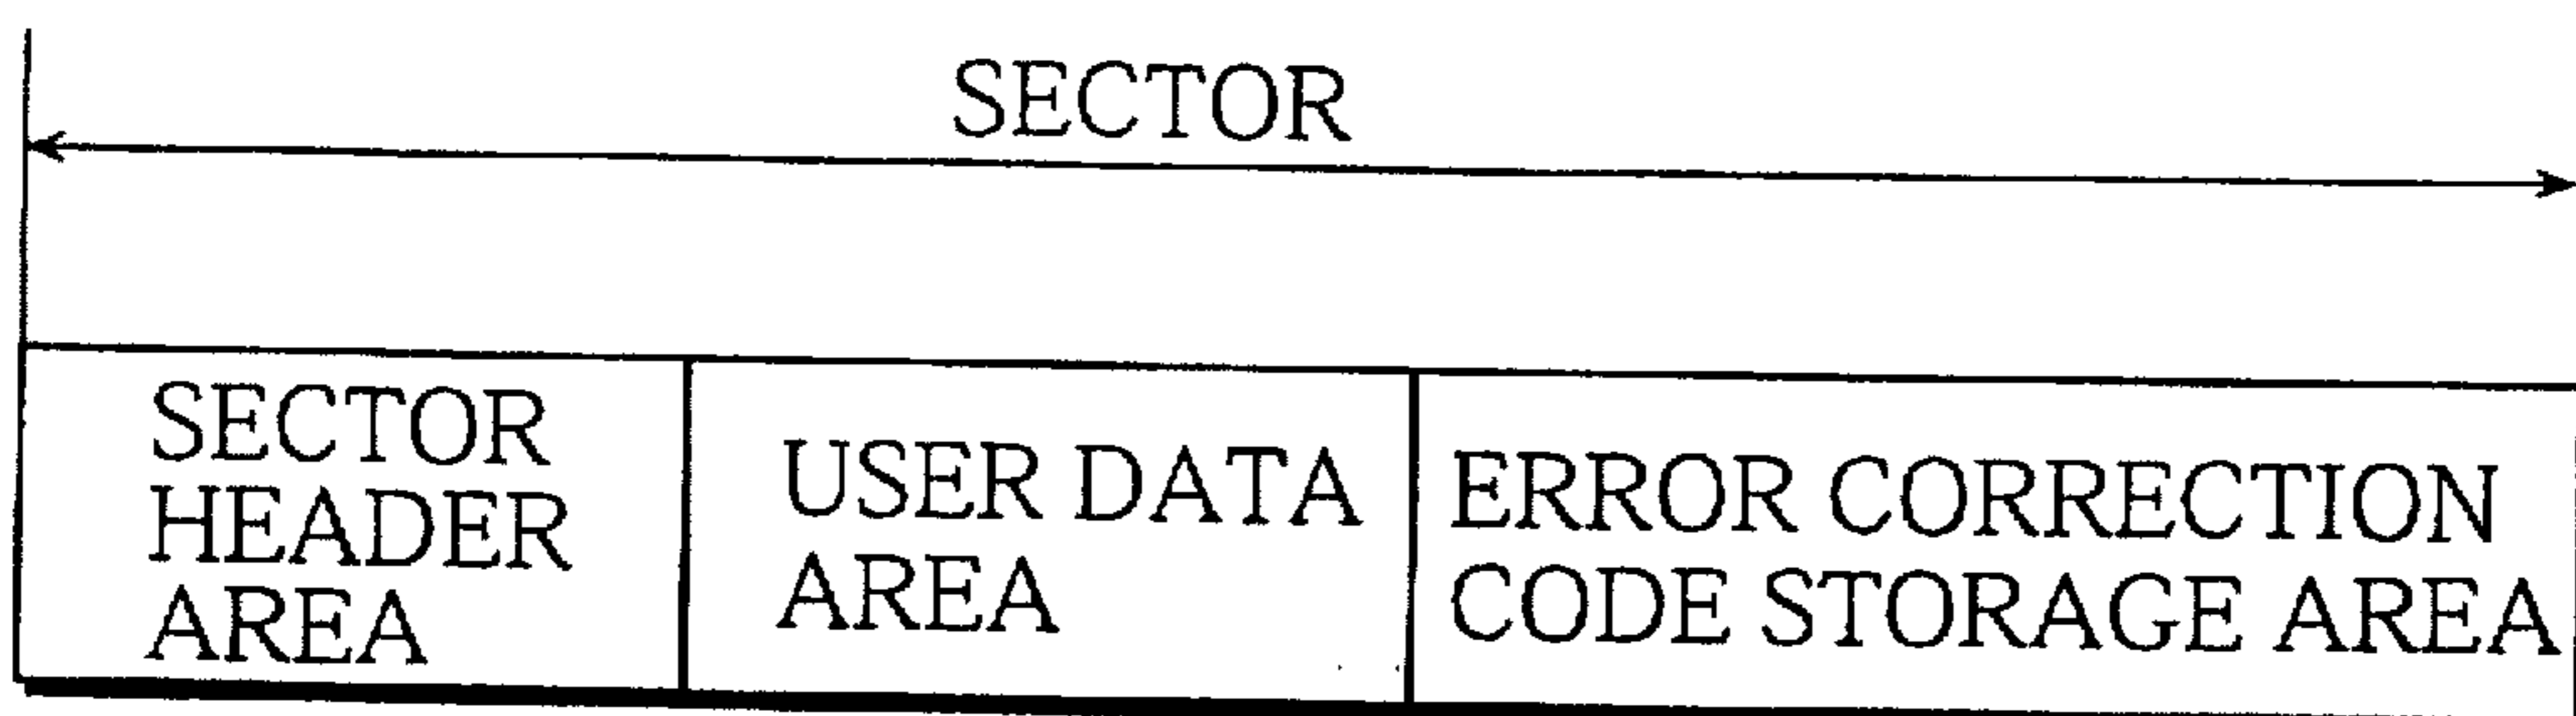 SECTOR
SECTOR
HEADER
AREA
USER DATA
AREA
ERROR CORRECTION
CODE STORAGE AREA